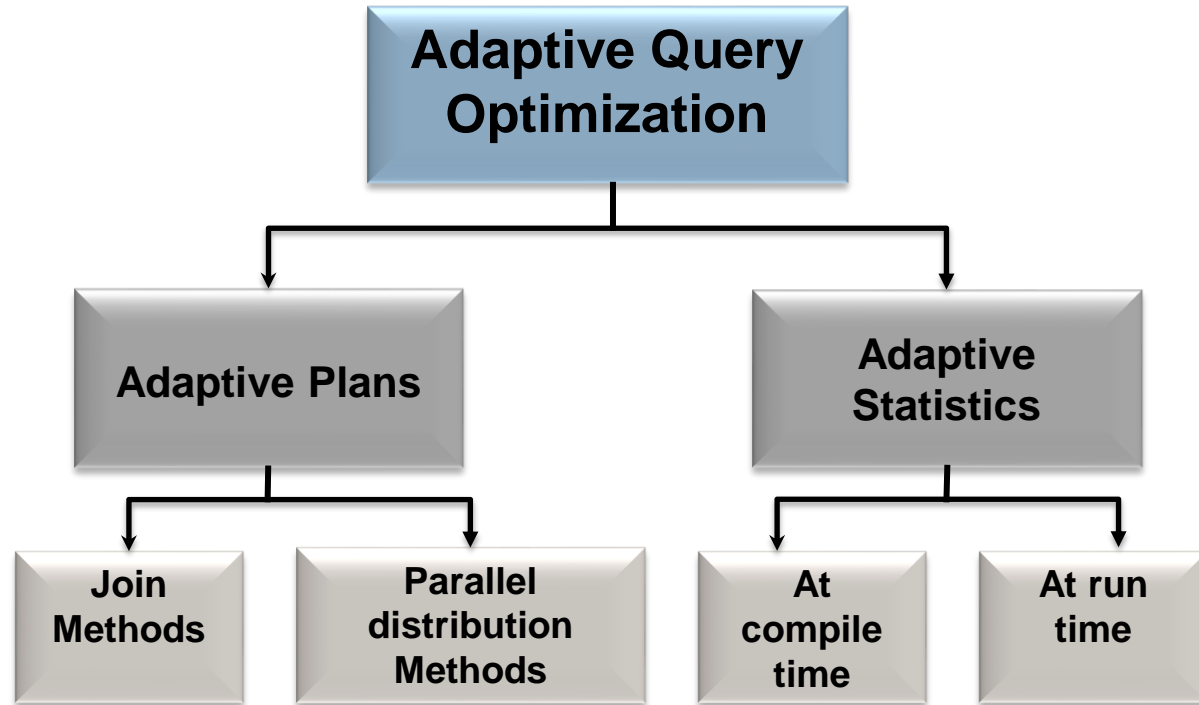 Adaptive Query
Optimization
Adaptive Plans
Adaptive
Statistics
Join
Methods
Parallel
distribution
Methods
At
compile
time
At run
time